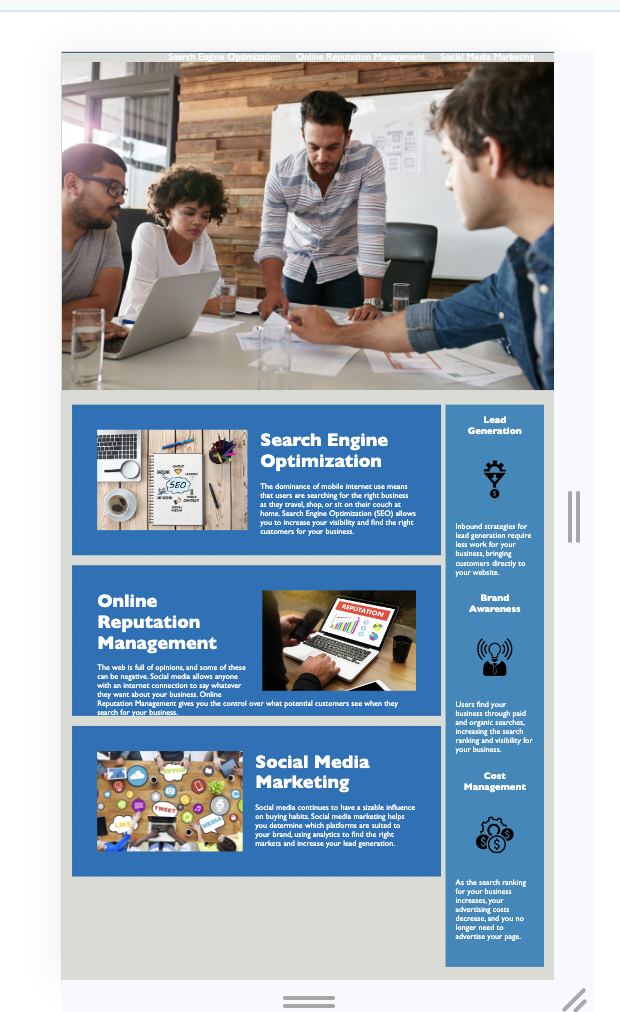 Search Engine Optimization Online Reputation Management Social Media Marketing
Search Engine
Optimization
The dominance of mobile internet use means
that users are searching for the right business
as they travel, shop, or sit on their couch at
home. Search Engine Optimization (SEO) allows
you to increase your visibility and find the right
customers for your business.
SEO
Online
Reputation
Management
The web is full of opinions, and some of these
can be negative. Social media allows anyone
with an internet connection to say whatever
they want about your business. Online
Reputation Management gives you the control over what potential customers see when they
search for your business.
REPUTATION
SHARE
TWEET
LIKE
MEDIA
Social Media
Marketing
Social media continues to have a sizable influence
on buying habits. Social media marketing helps
you determine which platforms are suited to
your brand, using analytics to find the right
markets and increase your lead generation.
Lead
Generation
Inbound strategies for
lead generation require
less work for your
business, bringing
customers directly to
your website.
Brand
Awareness
Users find your
business through paid
and organic searches,
increasing the search
ranking and visibility for
your business.
Cost
Management
As the search ranking
for your business
increases, your
advertising costs
decrease, and you no
longer need to
advertise your page.